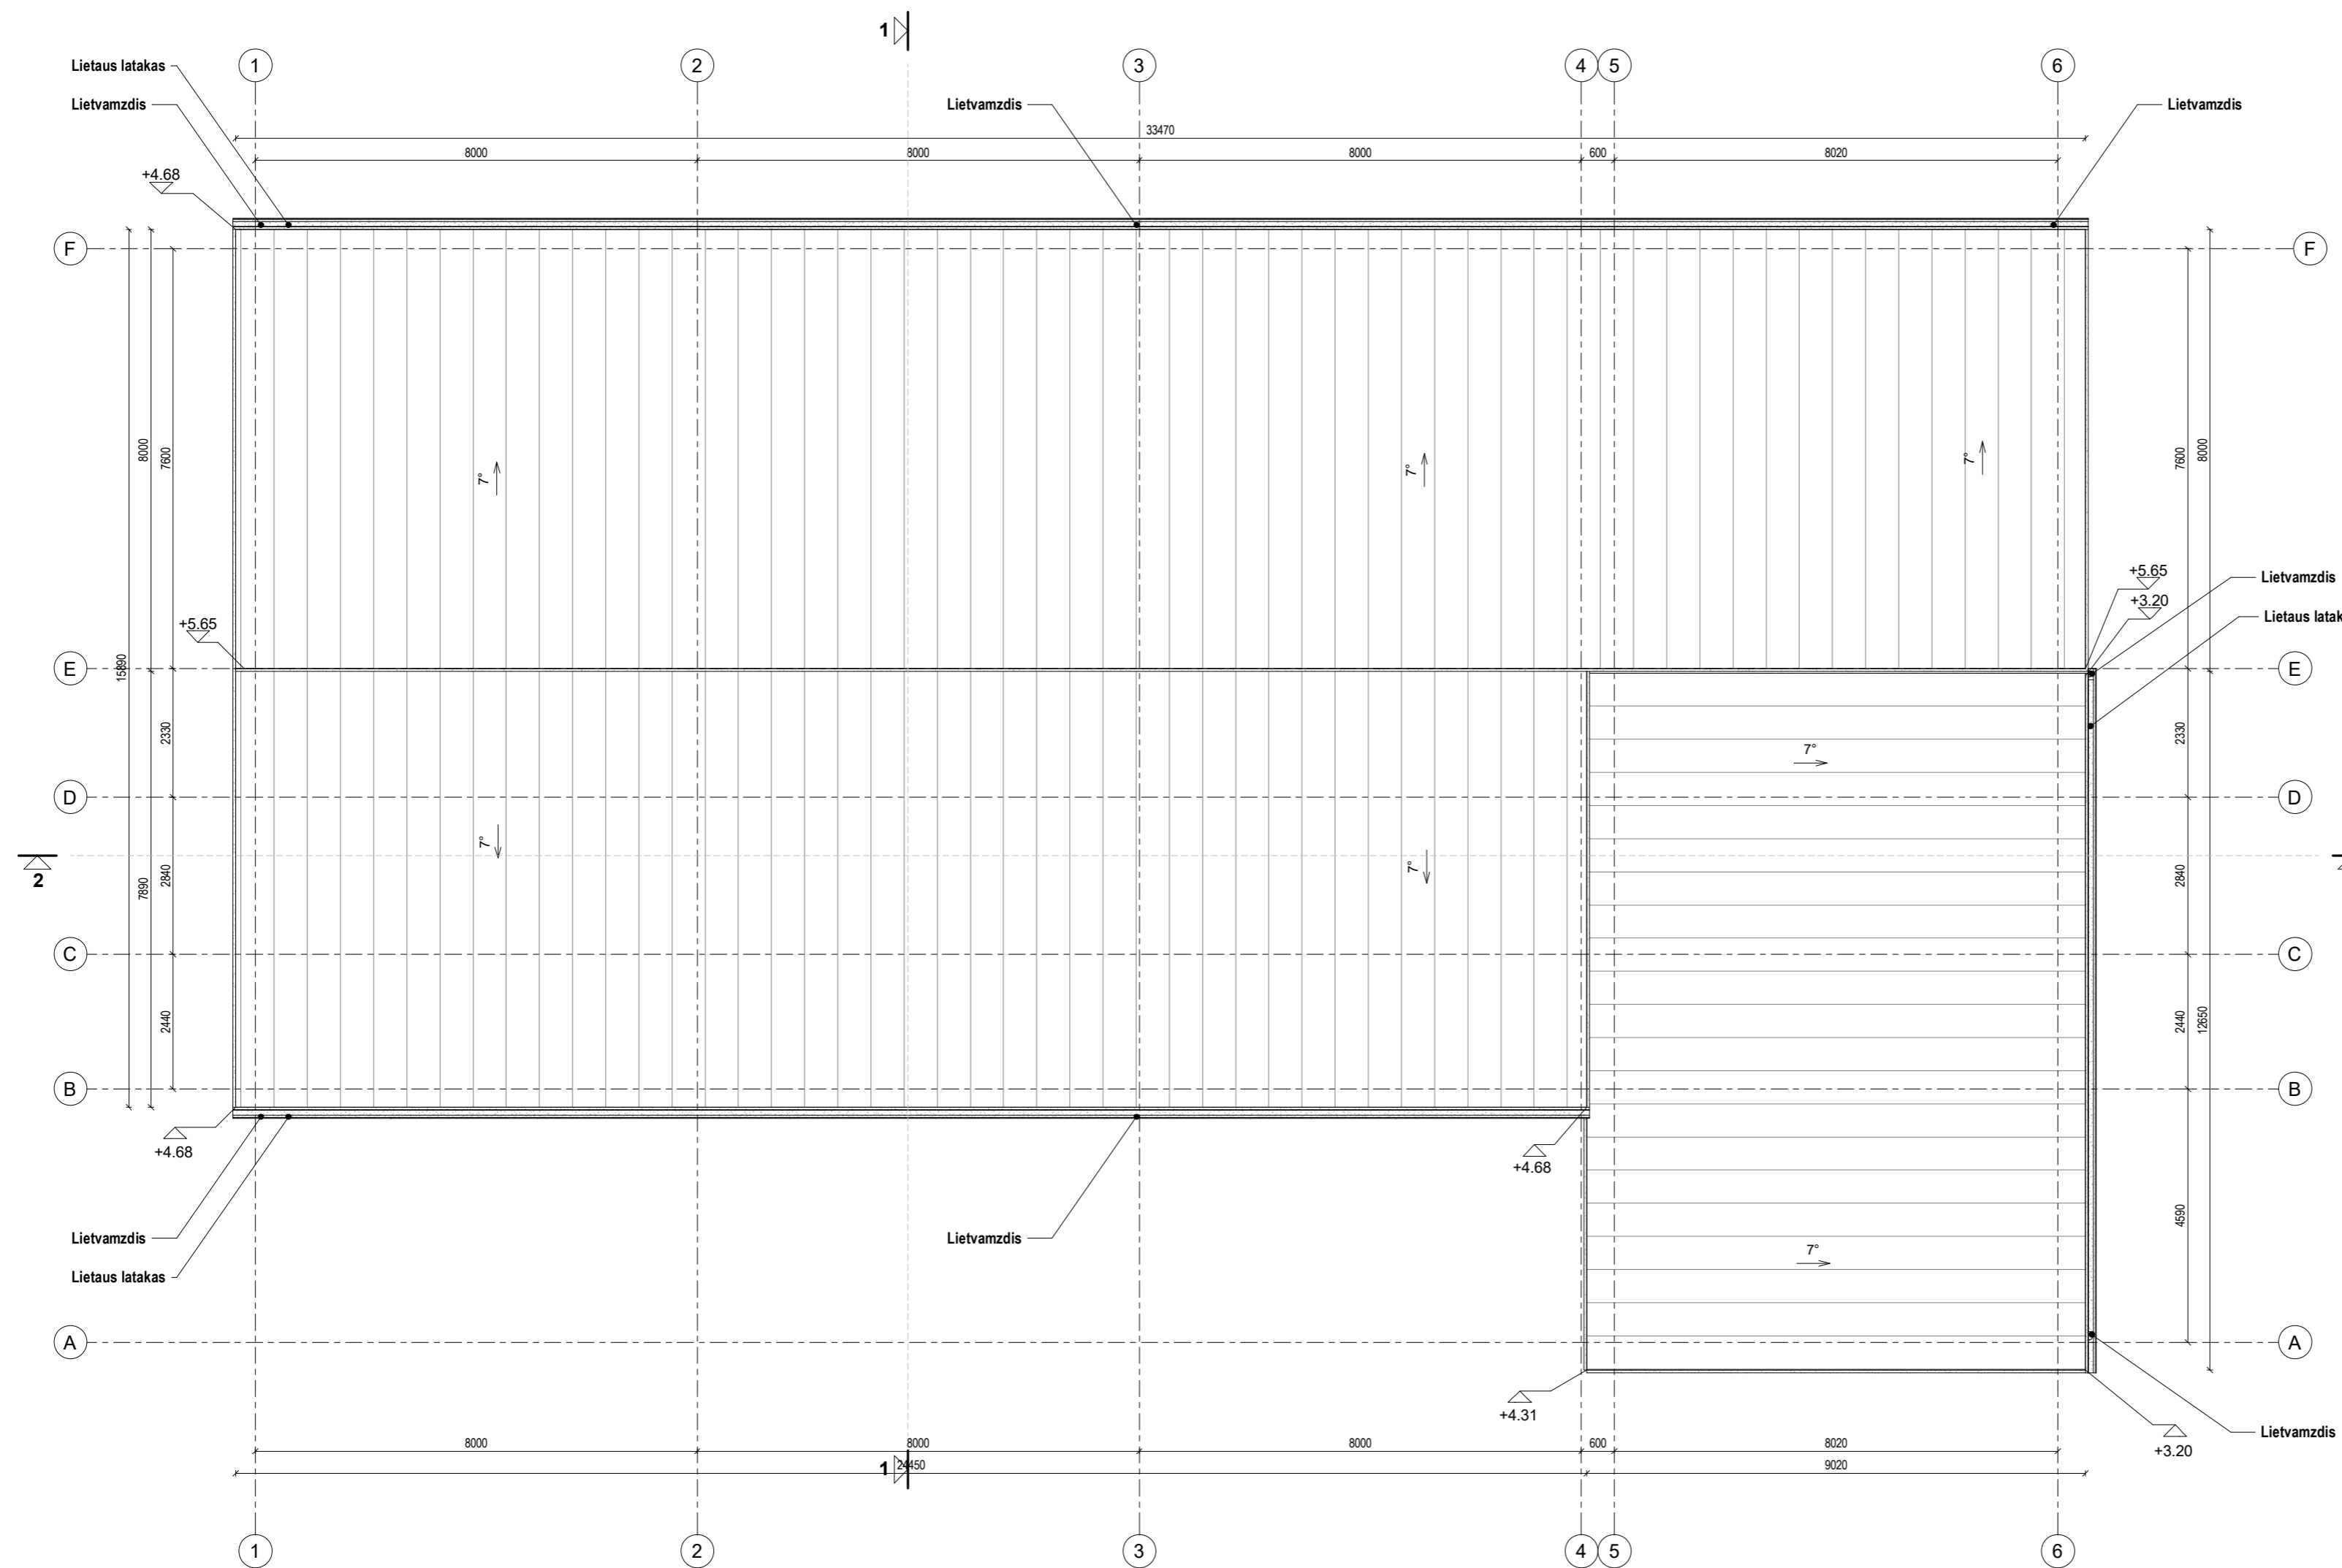 1
Lietaus latakas
1
2
3
4
5
6
Lietvamzdis
Lietvamzdis
Lietvamzdis
33470
8000
8000
8000
600
8020
+4.68
F
F
8000
7600
7°
7°
7°
7600
8000
+5.65
+3.20
Lietvamzdis
Lietaus latak
+5.65
E
15890
E
2330
2330
7°
D
D
7°
7°
2
7890
2840
2840
C
C
2440
2440
12650
B
B
+4.68
+4.68
4590
Lietvamzdis
Lietvamzdis
7°
Lietaus latakas
A
A
+4.31
+3.20
Lietvamzdis
8000
8000
8000
600
8020
1
24450
9020
1
2
3
4
5
6